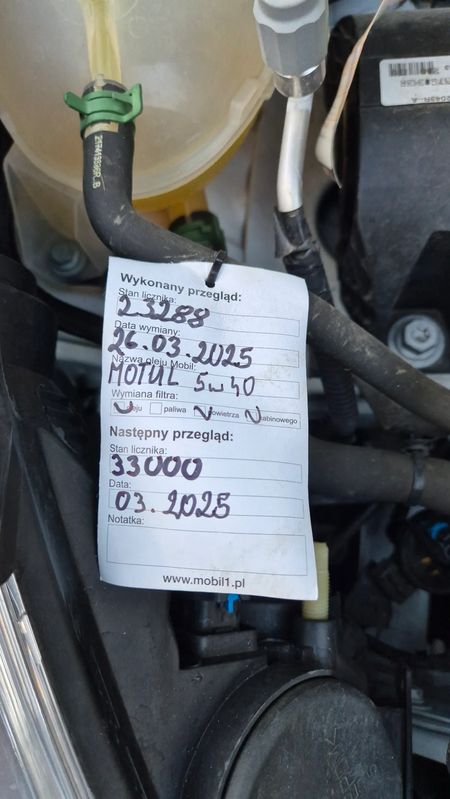 Wykonany przegląd:
Stan licznika:
23288
Data wymiany:
26.03.2025
Nazwa oleju Mobil:
MOTUL 5w40
Wymiana filtra:
oleju paliwa powietrza kabinowego
Następny przegląd:
Stan licznika:
33000
Data:
03.2025
Notatka:
www.mobil1.pl